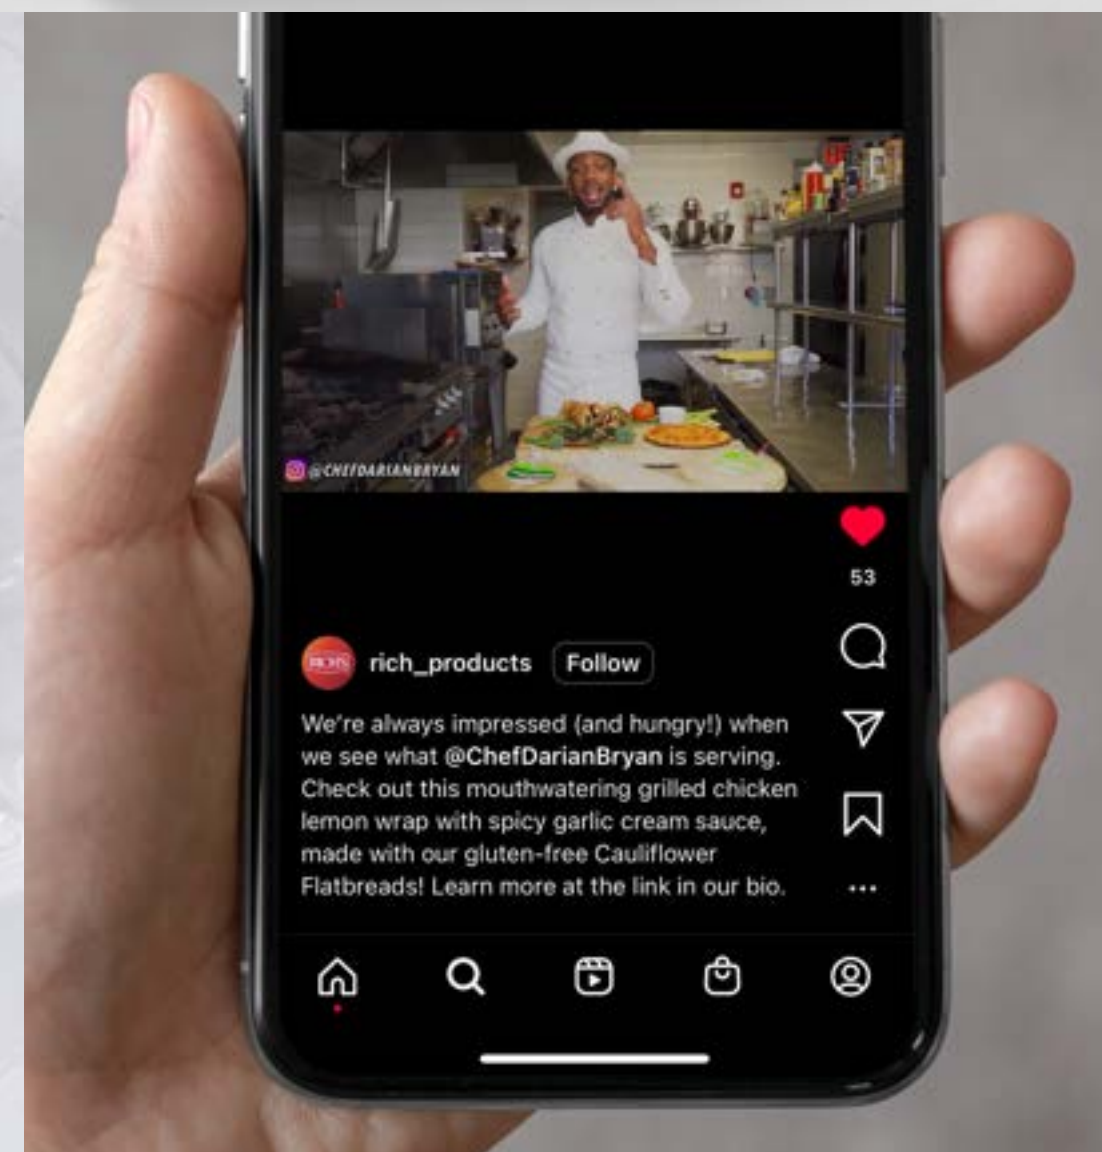 @CHEFDARIANBRYAN
53
RICH'S
rich_products
Follow
We're always impressed (and hungry!) when
we see what @ChefDarianBryan is serving.
Check out this mouthwatering grilled chicken
lemon wrap with spicy garlic cream sauce,
made with our gluten-free Cauliflower
Flatbreads! Learn more at the link in our bio.